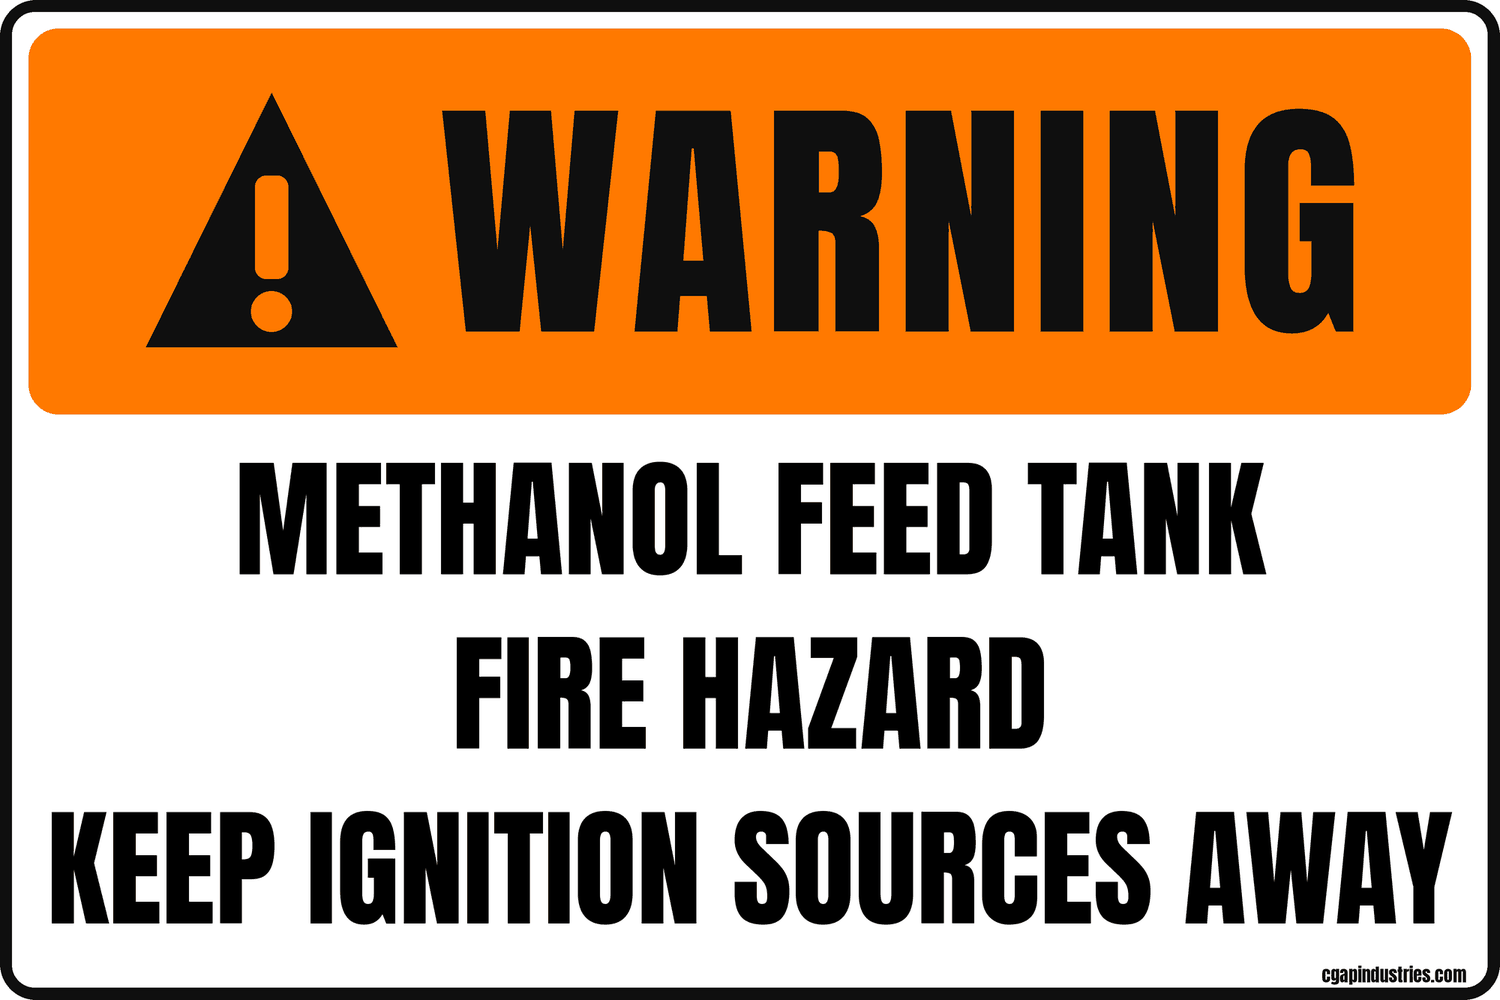 WARNING
METHANOL FEED TANK
FIRE HAZARD
KEEP IGNITION SOURCES AWAY
cgapindustries.com